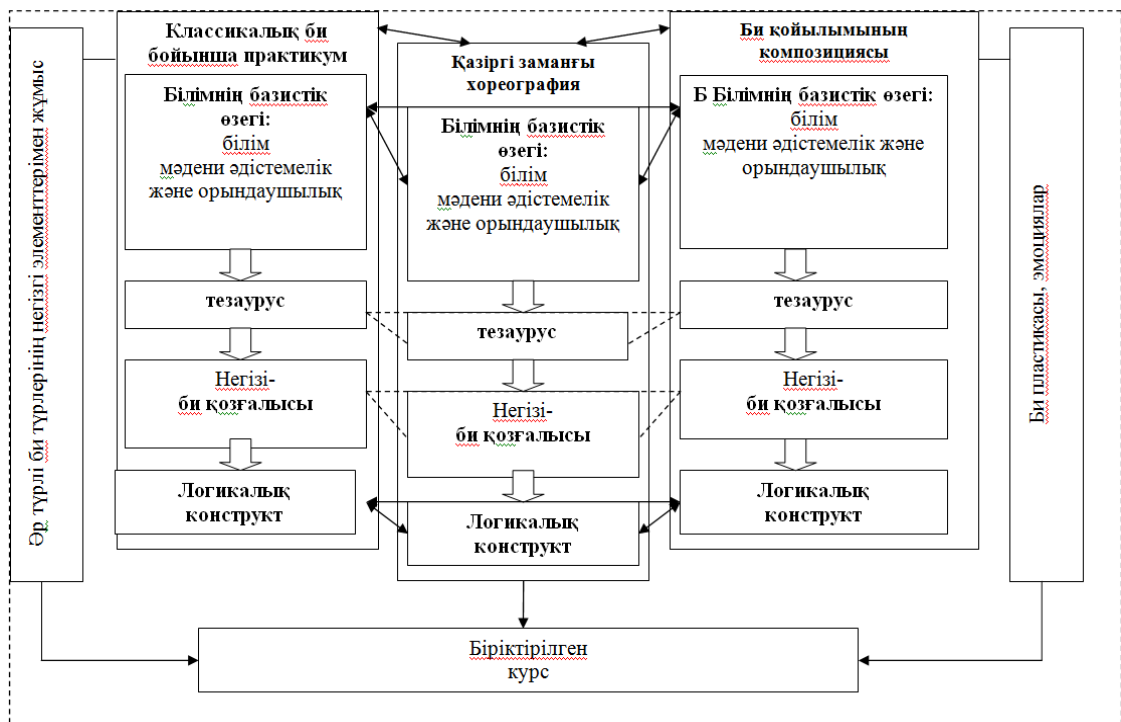 Әр түрлі би түрлерінің негізгі элементтерімен жұмыс
Классикалық би
бойынша практикум
Білімнің базистік
өзегі:
білім
мәдени әдістемелік
және орындаушылық
тезаурус
Негізі-
би қозғалысы
Логикалық
конструкт
Қазіргі заманғы
хореография
Білімнің базистік
өзегі:
білім
мәдени әдістемелік
және орындаушылық
тезаурус
Негізі-
би қозғалысы
Логикалық
конструкт
Би қойылымының
композициясы
Б Білімнің базистік өзегі:
білім
мәдени әдістемелік және
орындаушылық
тезаурус
Негізі-
би қозғалысы
Логикалық
конструкт
Би пластикасы, эмоциялар
Біріктірілген
курс